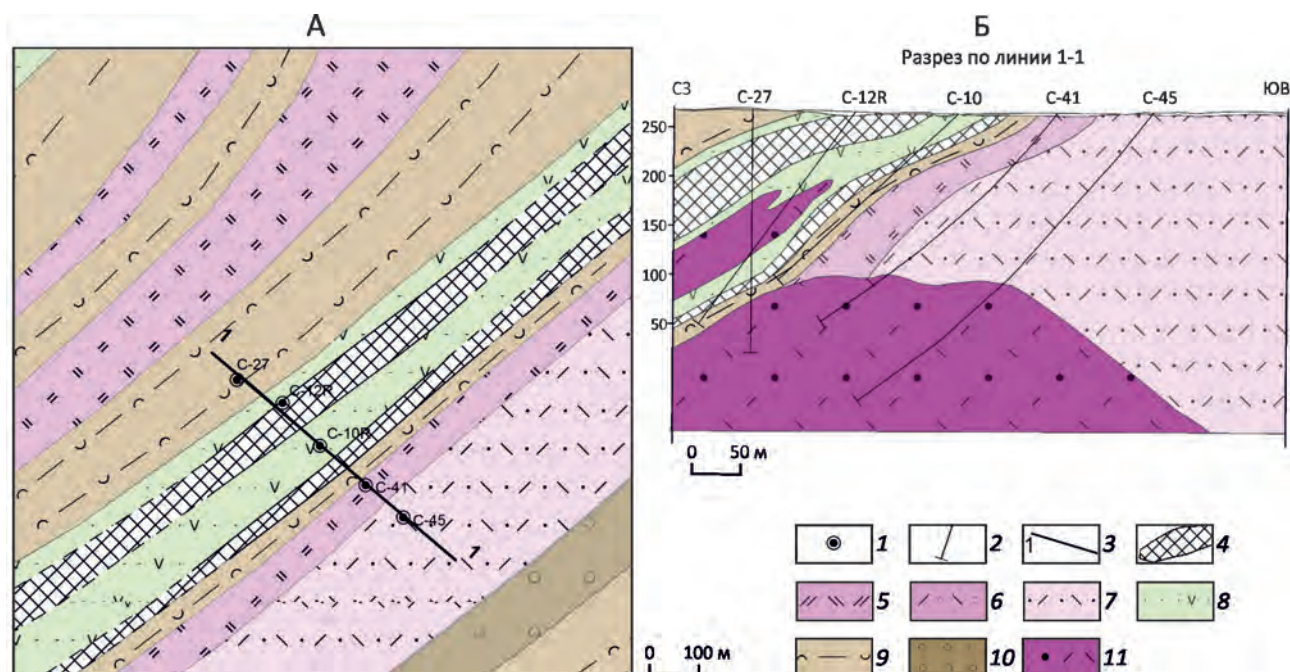 А
1
С-27
С-12R
С-10R
С-41
С-45
1
0 100 м
Б
Разрез по линии 1-1
СЗ С-27 С-12R С-10 С-41 С-45 ЮВ
250
200
150
100
50
0 50 м
1 2 1 3 4
5 6 7 8
9 10 11